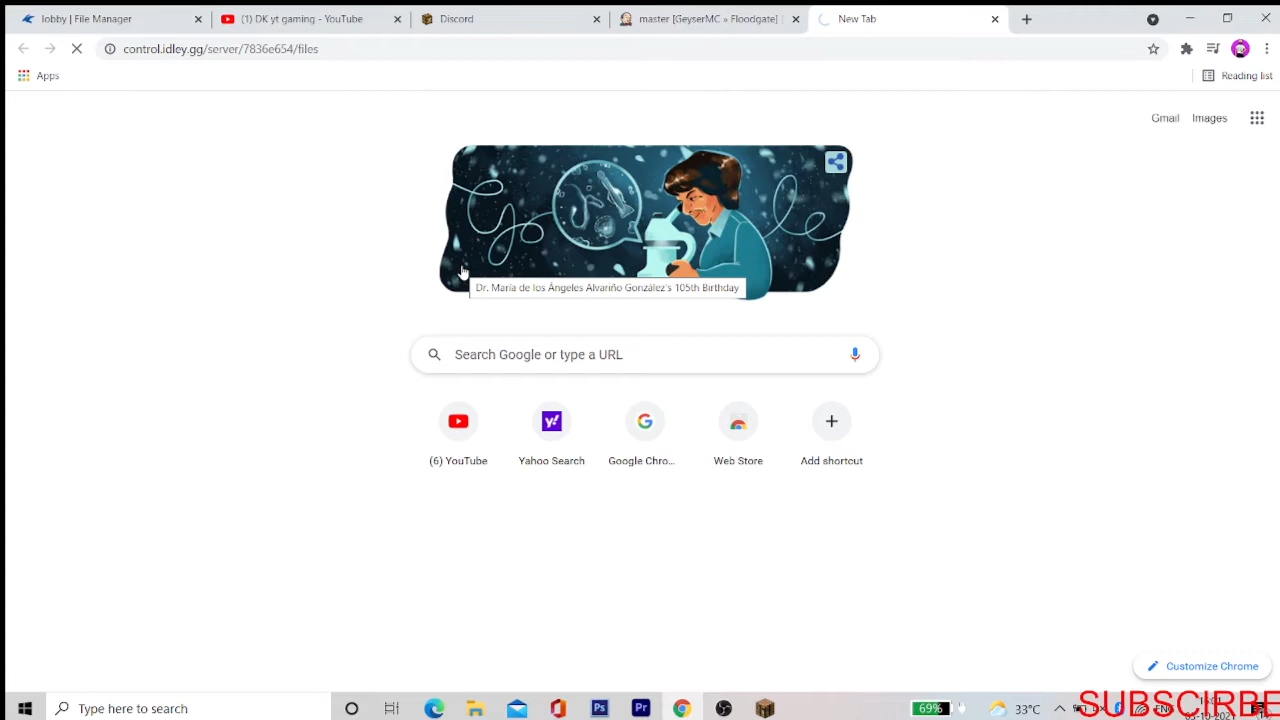 lobby | File Manager
(1) DK yt gaming - YouTube
Discord
master [GeyserMC » Floodgate]
New Tab
control.idley.gg/server/7836e654/files
Apps
Reading list
Gmail Images
Dr. María de los Ángeles Alvariño González's 105th Birthday
Search Google or type a URL
(6) YouTube
Yahoo Search
Google Chro...
Web Store
Add shortcut
Customize Chrome
Type here to search
69%
33°C
ENG
SUBSCIRBE